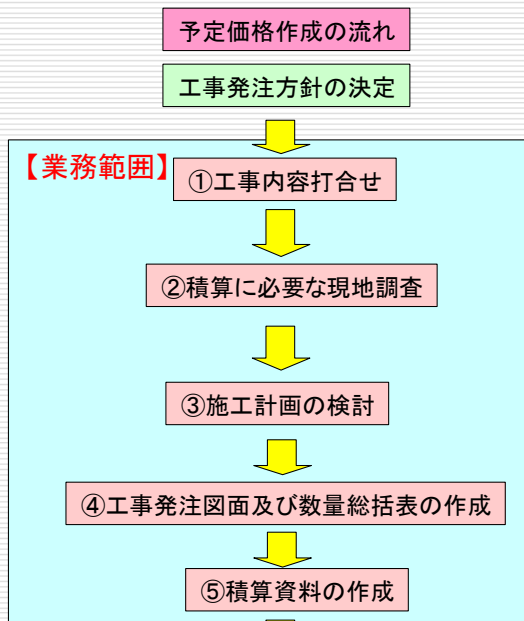 予定価格作成の流れ
工事発注方針の決定
【業務範囲】
①工事内容打合せ
②積算に必要な現地調査
③施工計画の検討
④工事発注図面及び数量総括表の作成
⑤積算資料の作成